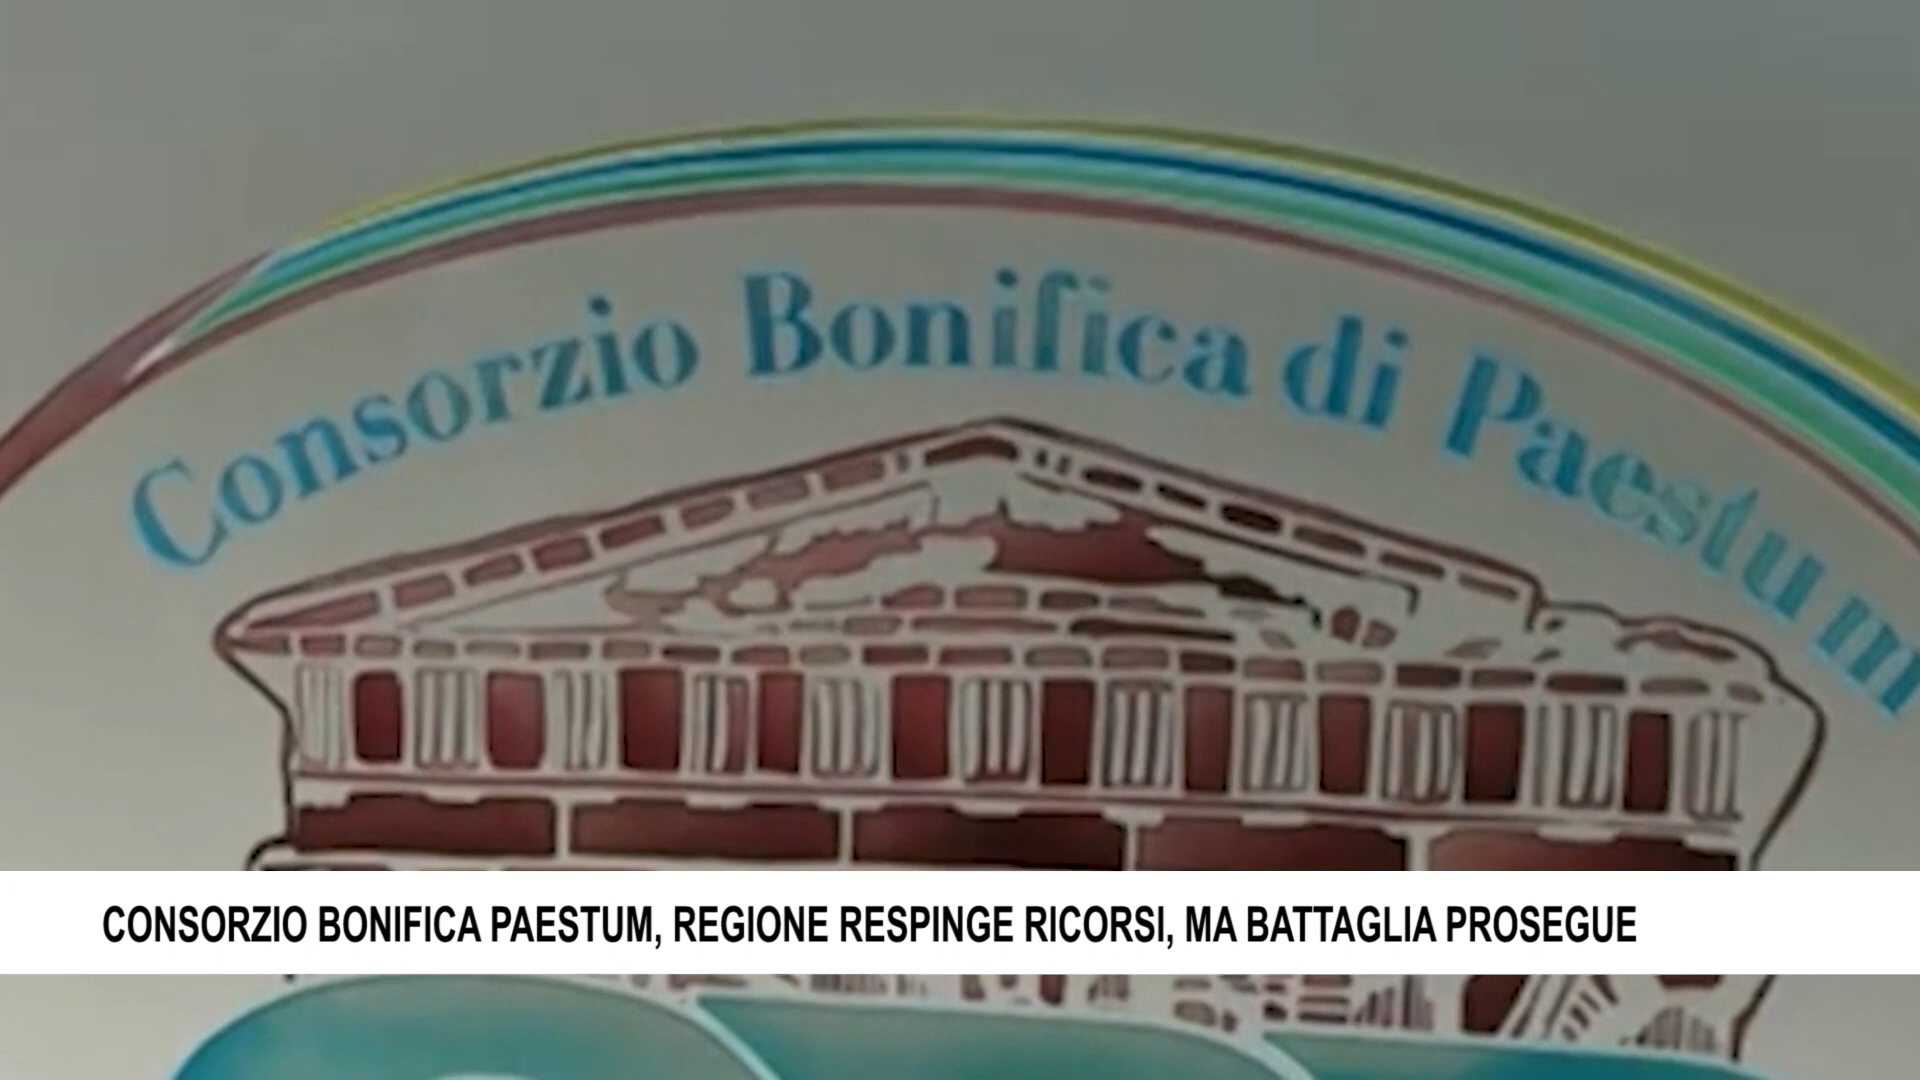 Consorzio Bonifica di Paestum
CONSORZIO BONIFICA PAESTUM, REGIONE RESPINGE RICORSI, MA BATTAGLIA PROSEGUE